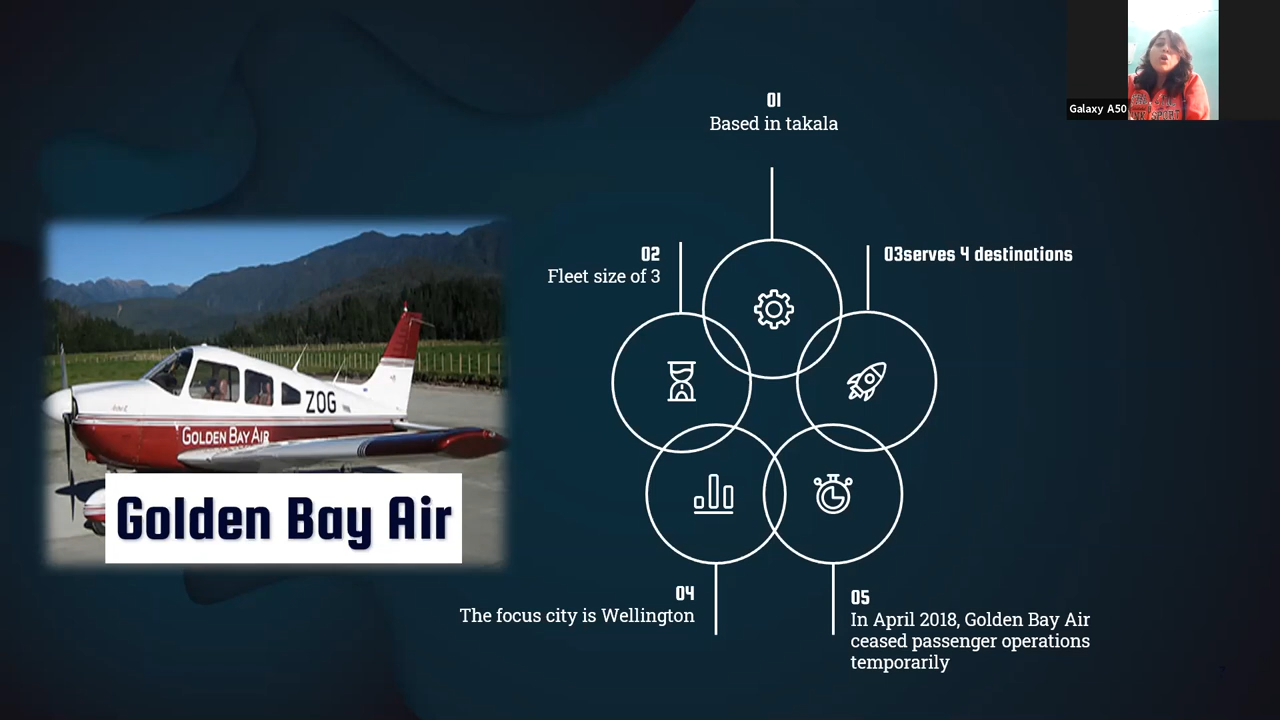 Galaxy A50
01
Based in takala
02
Fleet size of 3
03serves 4 destinations
ZOG
GOLDEN BAY AIR
Golden Bay Air
04
The focus city is Wellington
05
In April 2018, Golden Bay Air
ceased passenger operations
temporarily